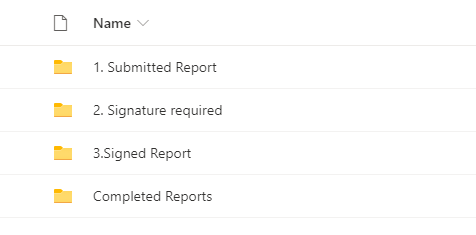 Name
1. Submitted Report
2. Signature required
3.Signed Report
Completed Reports